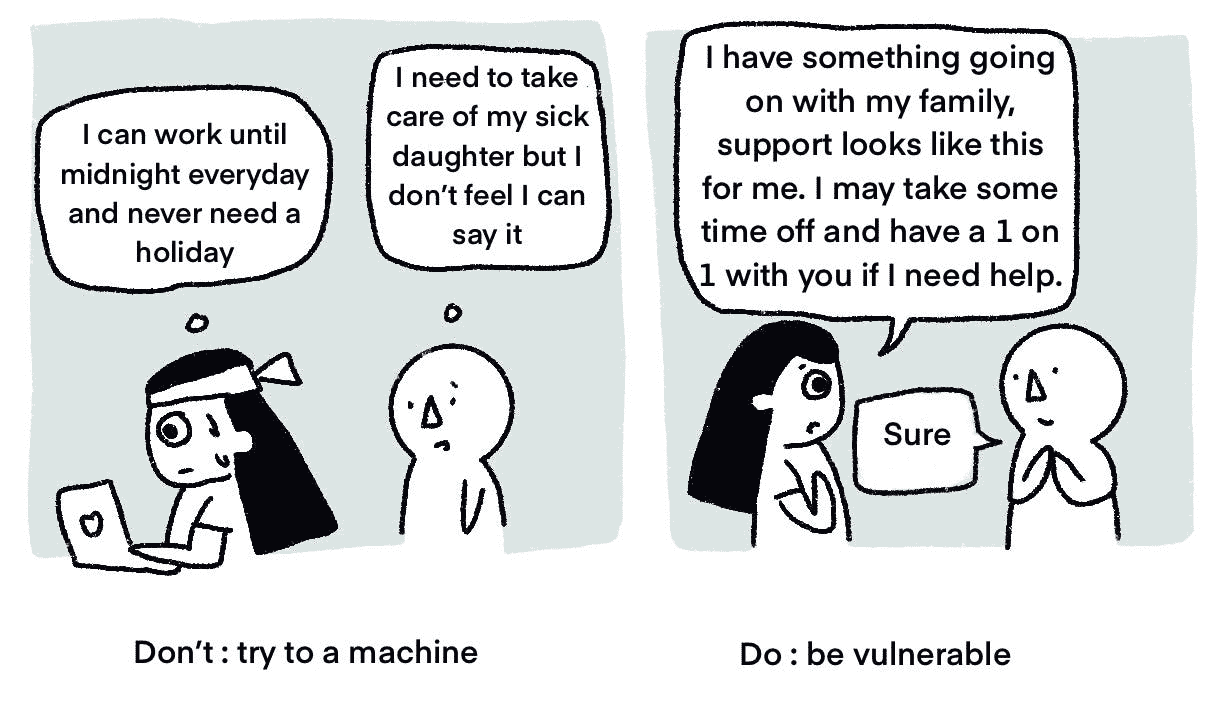 I can work until
midnight everyday
and never need a
holiday
I need to take
care of my sick
daughter but I
don't feel I can
say it
Don't : try to a machine
I have something going
on with my family,
support looks like this
for me. I may take some
time off and have a 1 on
1 with you if I need help.
Sure
Do : be vulnerable